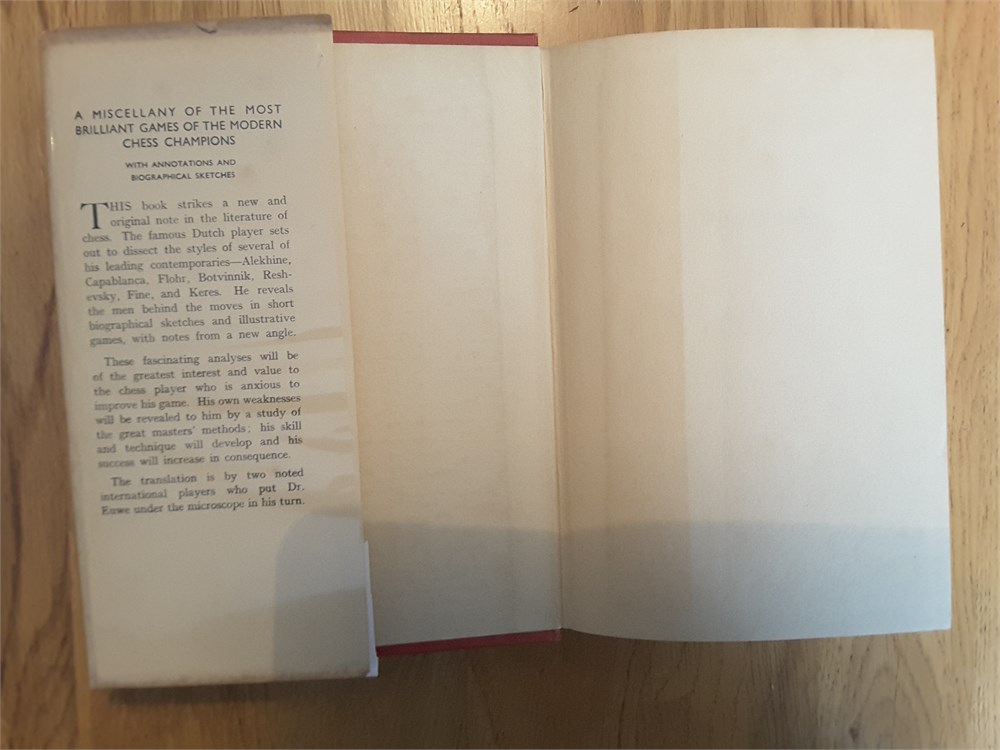 A MISCELLANY OF THE MOST
BRILLIANT GAMES OF THE MODERN
CHESS CHAMPIONS
WITH ANNOTATIONS AND
BIOGRAPHICAL SKETCHES
THIS book strikes a new and
original note in the literature of
chess. The famous Dutch player sets
out to dissect the styles of several of
his leading contemporaries—Alekhine,
Capablanca, Flohr, Botvinnik, Resh-
evsky, Fine, and Keres. He reveals
the men behind the moves in short
biographical sketches and illustrative
games, with notes from a new angle.
These fascinating analyses will be
of the greatest interest and value to
the chess player who is anxious to
improve his game. His own weaknesses
will be revealed to him by a study of
the great masters' methods; his skill
and technique will develop and his
success will increase in consequence.
The translation is by two noted
international players who put Dr.
Euwe under the microscope in his turn.